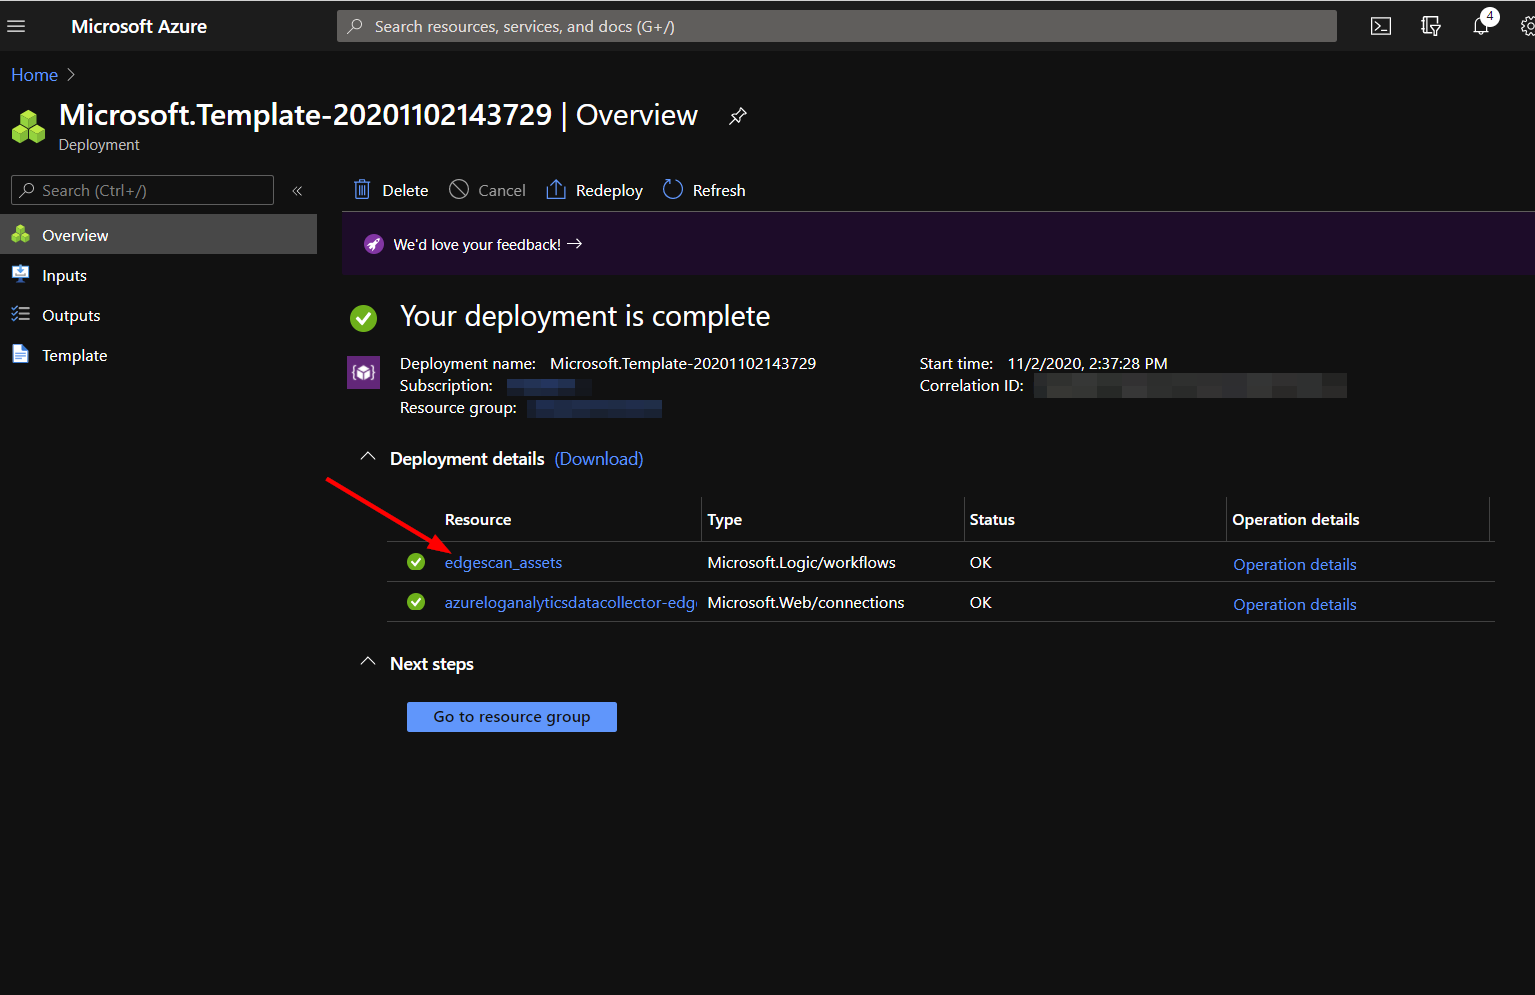 Microsoft Azure
Search resources, services, and docs (G+/)
4
Home
Microsoft.Template-20201102143729 | Overview
Deployment
Search (Ctrl+/)
«
Delete
Cancel
Redeploy
Refresh
Overview
Inputs
Outputs
Template
We'd love your feedback! →
Your deployment is complete
Deployment name: Microsoft.Template-20201102143729
Subscription:
Resource group:
Start time: 11/2/2020, 2:37:28 PM
Correlation ID:
Deployment details (Download)
Resource Type Status Operation details
edgescan_assets Microsoft.Logic/workflows OK Operation details
azureloganalyticsdatacollector-edg Microsoft.Web/connections OK Operation details
Next steps
Go to resource group